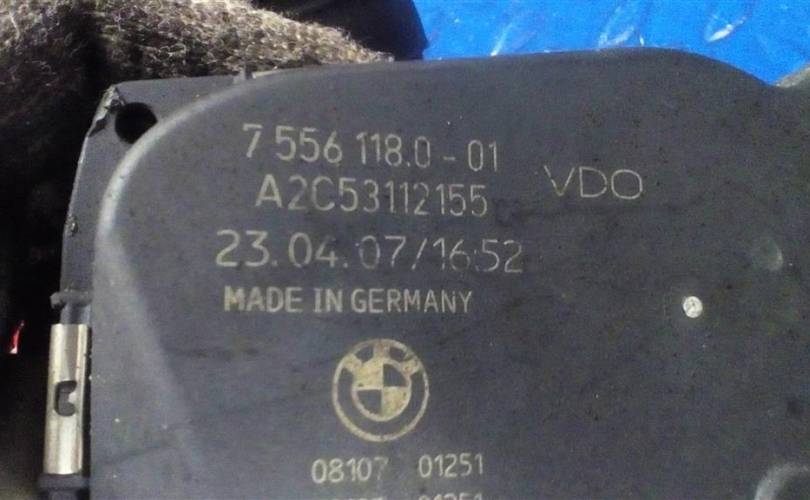 7 556 118.0 - 01
VDO
A2C53112155
23.04.07/16:52
MADE IN GERMANY
08107 01251